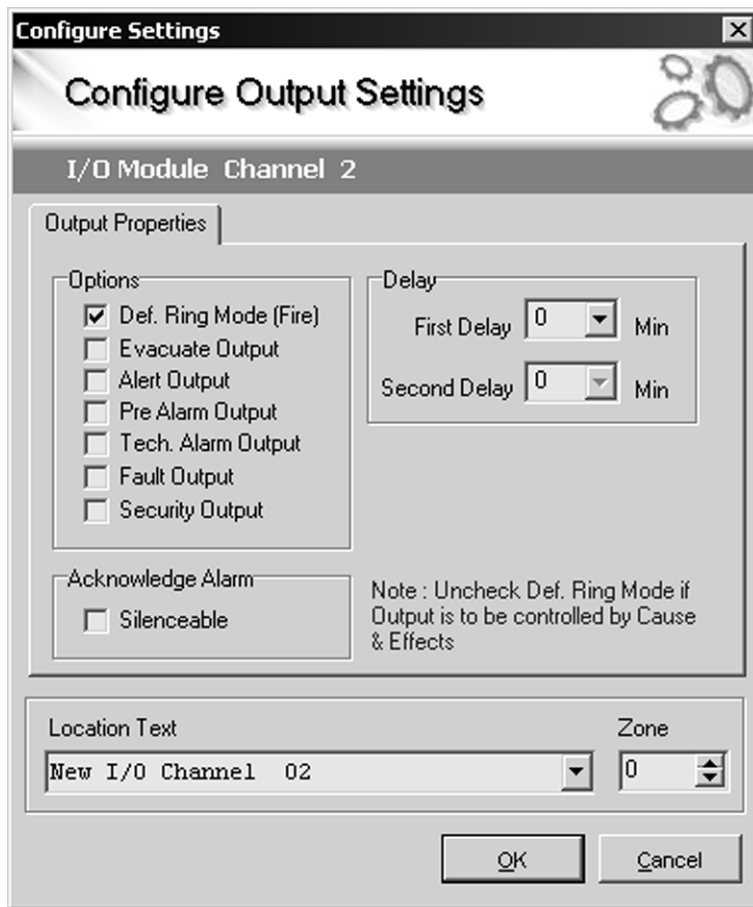 Configure Settings
Configure Output Settings
I/O Module Channel 2
Output Properties
Options
Def. Ring Mode (Fire)
Evacuate Output
Alert Output
Pre Alarm Output
Tech. Alarm Output
Fault Output
Security Output
Delay
First Delay 0 Min
Second Delay 0 Min
Acknowledge Alarm
Silenceable
Note : Uncheck Def. Ring Mode if
Output is to be controlled by Cause
& Effects
Location Text
New I/O Channel 02
Zone
0
OK
Cancel